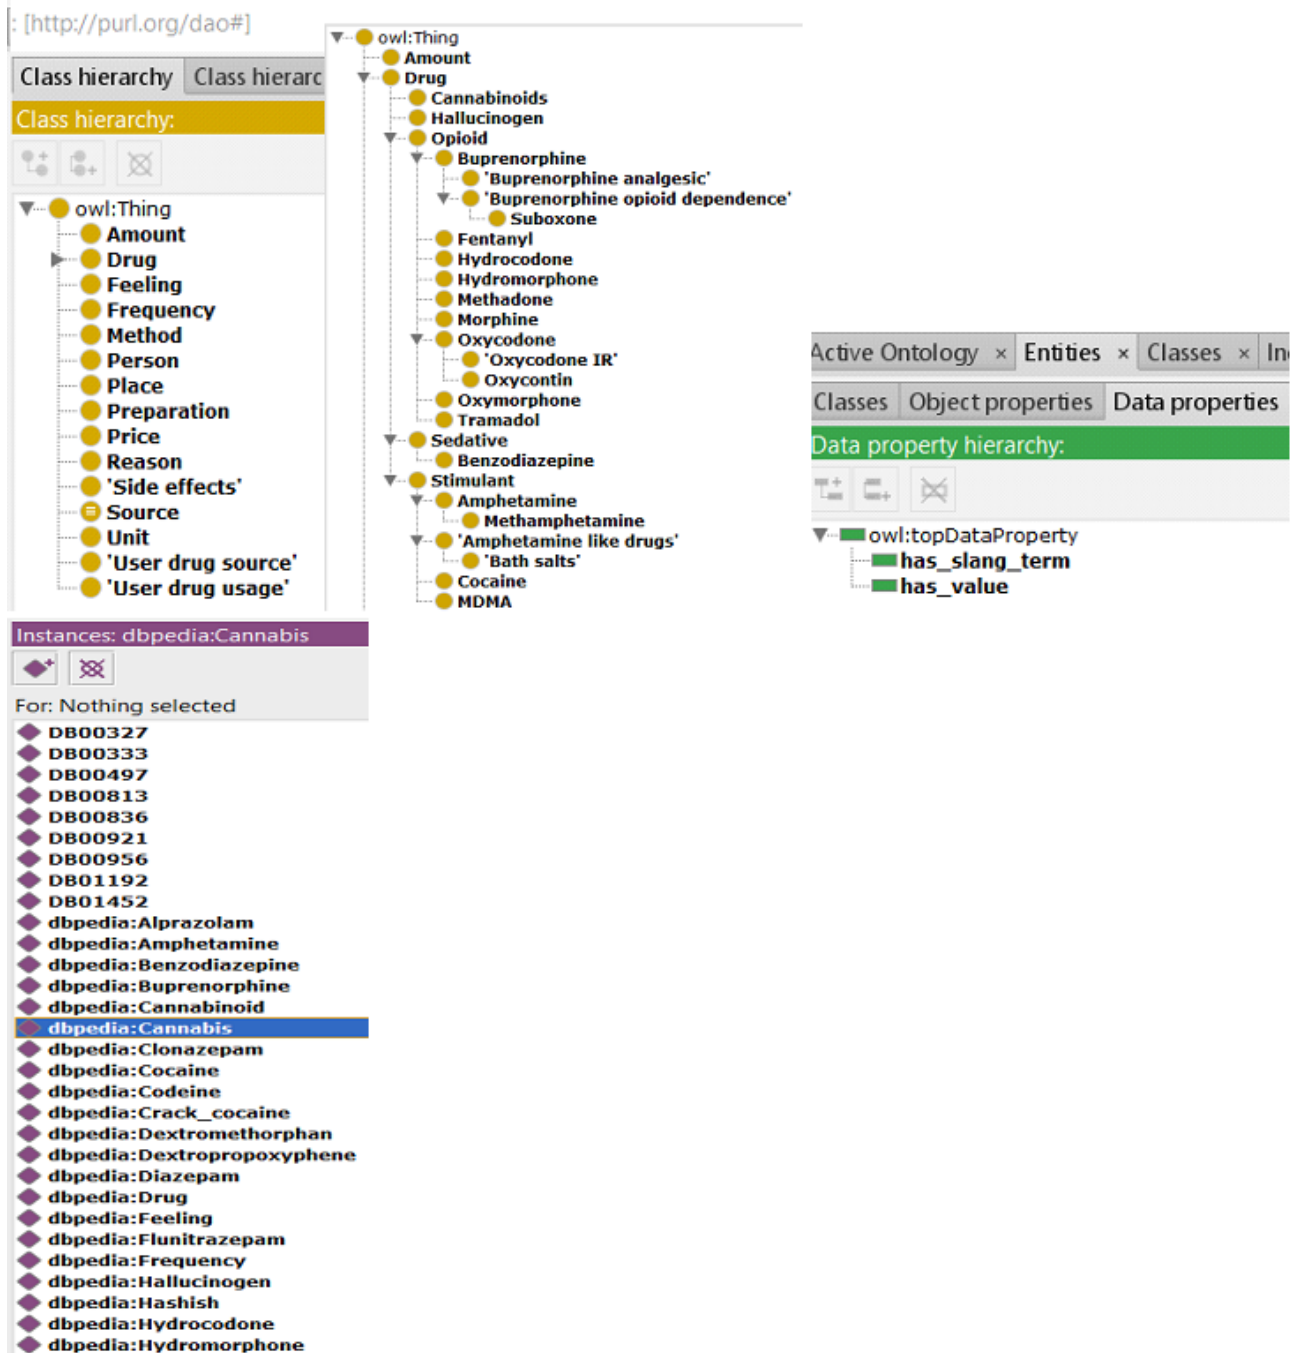 : [http://purl.org/dao#]
Class hierarchy Class hierarc
Class hierarchy:
owl:Thing
Amount
Drug
Feeling
Frequency
Method
Person
Place
Preparation
Price
Reason
'Side effects'
Source
Unit
'User drug source'
'User drug usage'
owl:Thing
Amount
Drug
Cannabinoids
Hallucinogen
Opioid
Buprenorphine
'Buprenorphine analgesic'
'Buprenorphine opioid dependence'
Suboxone
Fentanyl
Hydrocodone
Hydromorphone
Methadone
Morphine
Oxycodone
'Oxycodone IR'
Oxycontin
Oxymorphone
Tramadol
Sedative
Benzodiazepine
Stimulant
Amphetamine
Methamphetamine
'Amphetamine like drugs'
'Bath salts'
Cocaine
MDMA
Active Ontology × Entities × Classes × In
Classes Object properties Data properties
Data property hierarchy:
owl:topDataProperty
has_slang_term
has_value
Instances: dbpedia:Cannabis
For: Nothing selected
DB00327
DB00333
DB00497
DB00813
DB00836
DB00921
DB00956
DB01192
DB01452
dbpedia:Alprazolam
dbpedia:Amphetamine
dbpedia:Benzodiazepine
dbpedia:Buprenorphine
dbpedia:Cannabinoid
dbpedia:Cannabis
dbpedia:Clonazepam
dbpedia:Cocaine
dbpedia:Codeine
dbpedia:Crack_cocaine
dbpedia:Dextromethorphan
dbpedia:Dextropropoxyphene
dbpedia:Diazepam
dbpedia:Drug
dbpedia:Feeling
dbpedia:Flunitrazepam
dbpedia:Frequency
dbpedia:Hallucinogen
dbpedia:Hashish
dbpedia:Hydrocodone
dbpedia:Hydromorphone